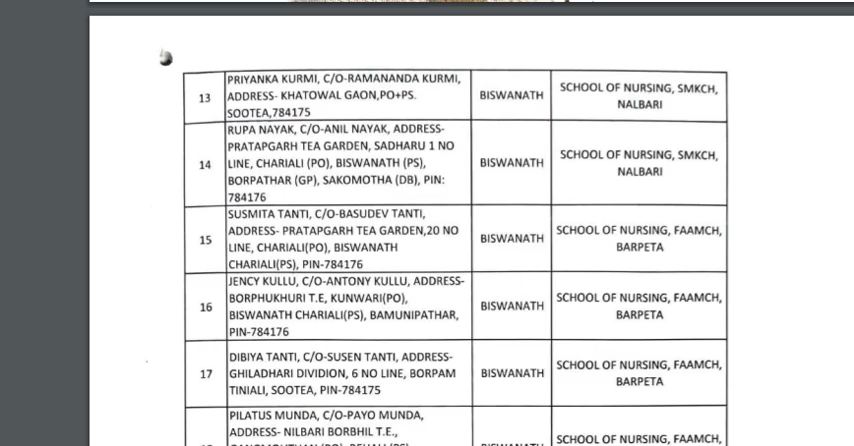 13
PRIYANKA KURMI, C/O-RAMANANDA KURMI,
ADDRESS- KHATOWAL GAON,PO+PS.
SOOTEA,784175
BISWANATH
SCHOOL OF NURSING, SMKCH,
NALBARI
14
RUPA NAYAK, C/O-ANIL NAYAK, ADDRESS-
PRATAPGARH TEA GARDEN, SADHARU 1 NO
LINE, CHARIALI (PO), BISWANATH (PS),
BORPATHAR (GP), SAKOMOTHA (DB), PIN:
784176
BISWANATH
SCHOOL OF NURSING, SMKCH,
NALBARI
15
SUSMITA TANTI, C/O-BASUDEV TANTI,
ADDRESS- PRATAPGARH TEA GARDEN,20 NO
LINE, CHARIALI(PO), BISWANATH
CHARIALI(PS), PIN-784176
BISWANATH
SCHOOL OF NURSING, FAAMCH,
BARPETA
16
JENCY KULLU, C/O-ANTONY KULLU, ADDRESS-
BORPHUKHURI T.E, KUNWARI(PO),
BISWANATH CHARIALI(PS), BAMUNIPATHAR,
PIN-784176
BISWANATH
SCHOOL OF NURSING, FAAMCH,
BARPETA
17
DIBIYA TANTI, C/O-SUSEN TANTI, ADDRESS-
GHILADHARI DIVIDION, 6 NO LINE, BORPAM
TINIALI, SOOTEA, PIN-784175
BISWANATH
SCHOOL OF NURSING, FAAMCH,
BARPETA
PILATUS MUNDA, C/O-PAYO MUNDA,
ADDRESS- NILBARI BORBHIL T.E.,
SCHOOL OF NURSING, FAAMCH,